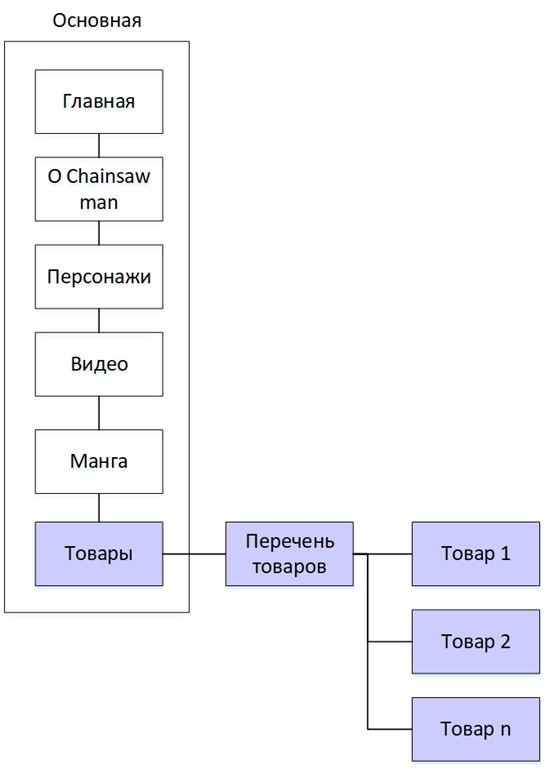 Основная
Главная
О Chainsaw
man
Персонажи
Видео
Манга
Товары
Перечень
товаров
Товар 1
Товар 2
Товар n